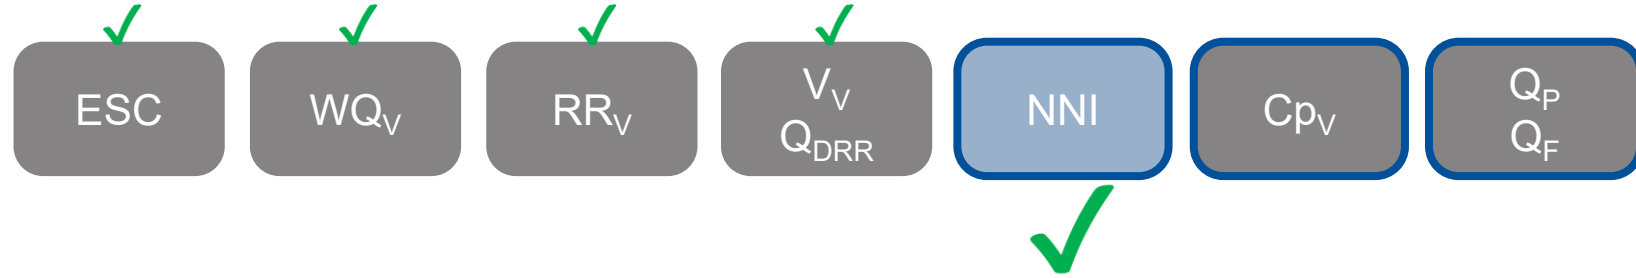 ESC
WQV
RRV
VV
QDRR
NNI
CpV
QP
QF